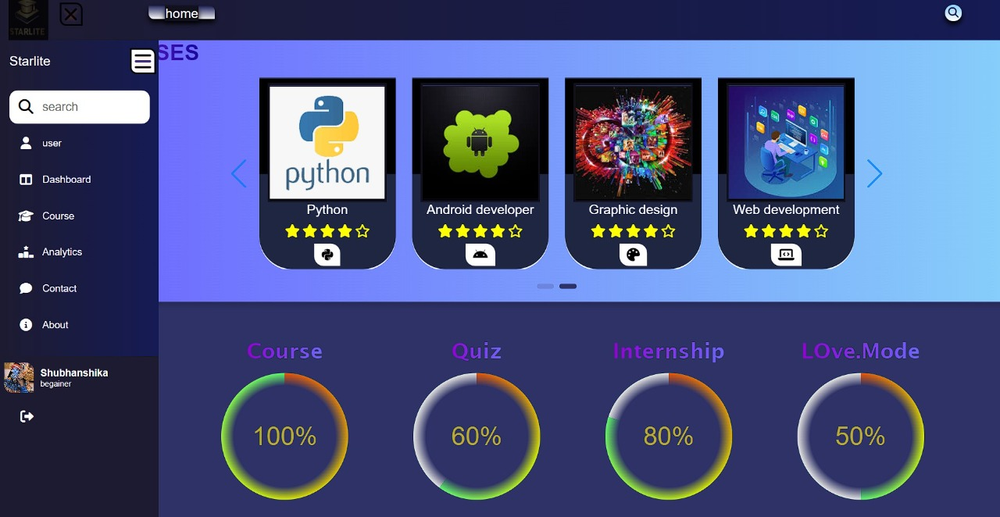 STARLITE
home
Starlite
SES
search
user
Dashboard
Course
Analytics
Contact
About
Shubhanshika
begainer
python
Python
Android developer
Graphic design
Web development
Course
Quiz
Internship
LOve.Mode
100%
60%
80%
50%